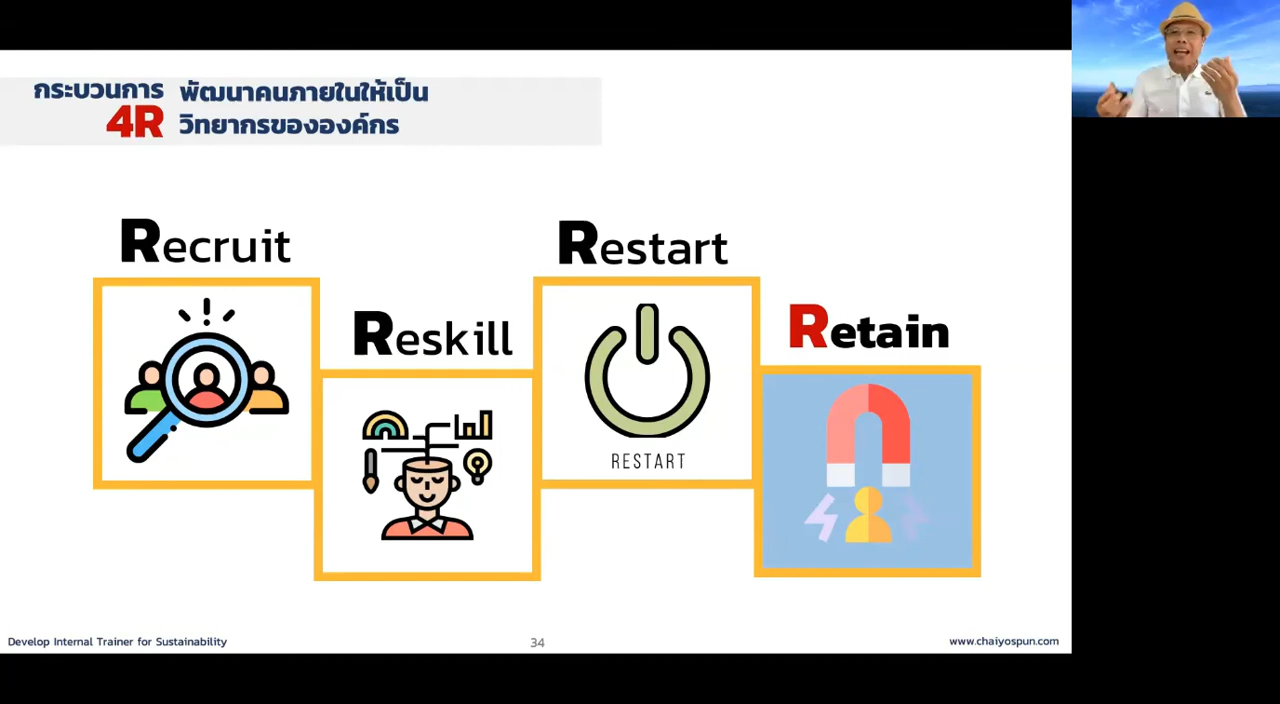 กระบวนการ
4R
พัฒนาคนภายในให้เป็น
วิทยากรขององค์กร
Recruit
Reskill
Restart
RESTART
Retain
Develop Internal Trainer for Sustainability
34
www.chaiyospun.com